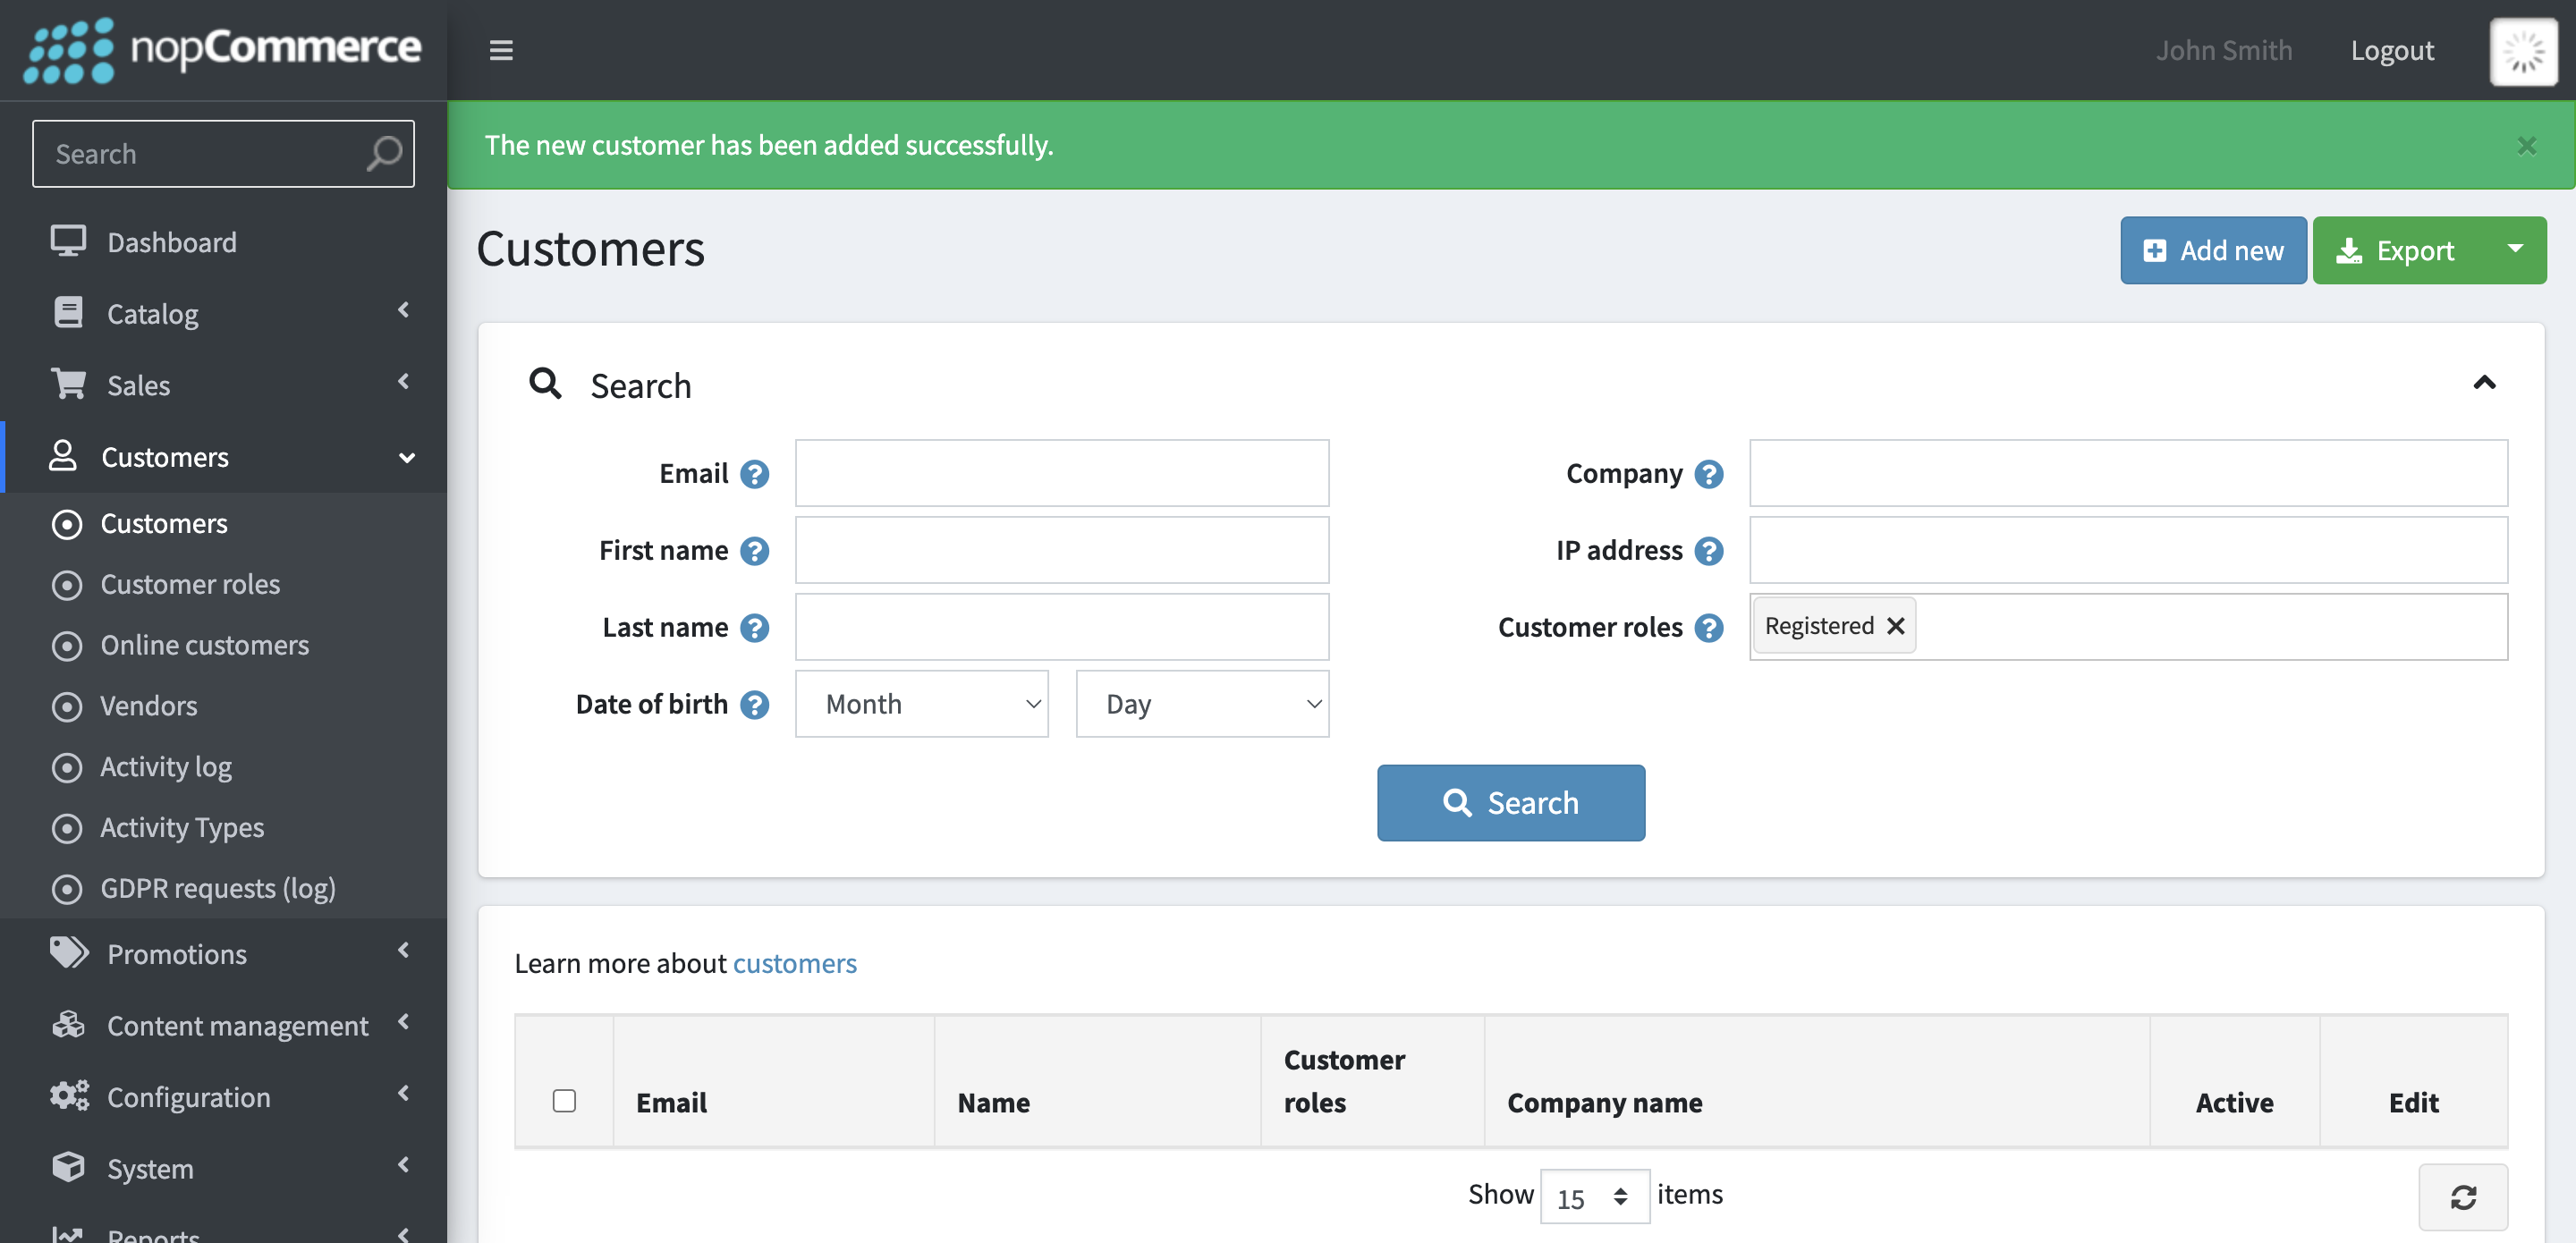 nopCommerce
John Smith
Logout
Search
The new customer has been added successfully.
Dashboard
Catalog
Sales
Customers
Customers
Customer roles
Online customers
Vendors
Activity log
Activity Types
GDPR requests (log)
Promotions
Content management
Configuration
System
Reports
Customers
Add new
Export
Search
Email
Company
First name
IP address
Last name
Customer roles
Registered
Date of birth
Month
Day
Search
Learn more about customers
Email
Name
Customer roles
Company name
Active
Edit
Show 15 items